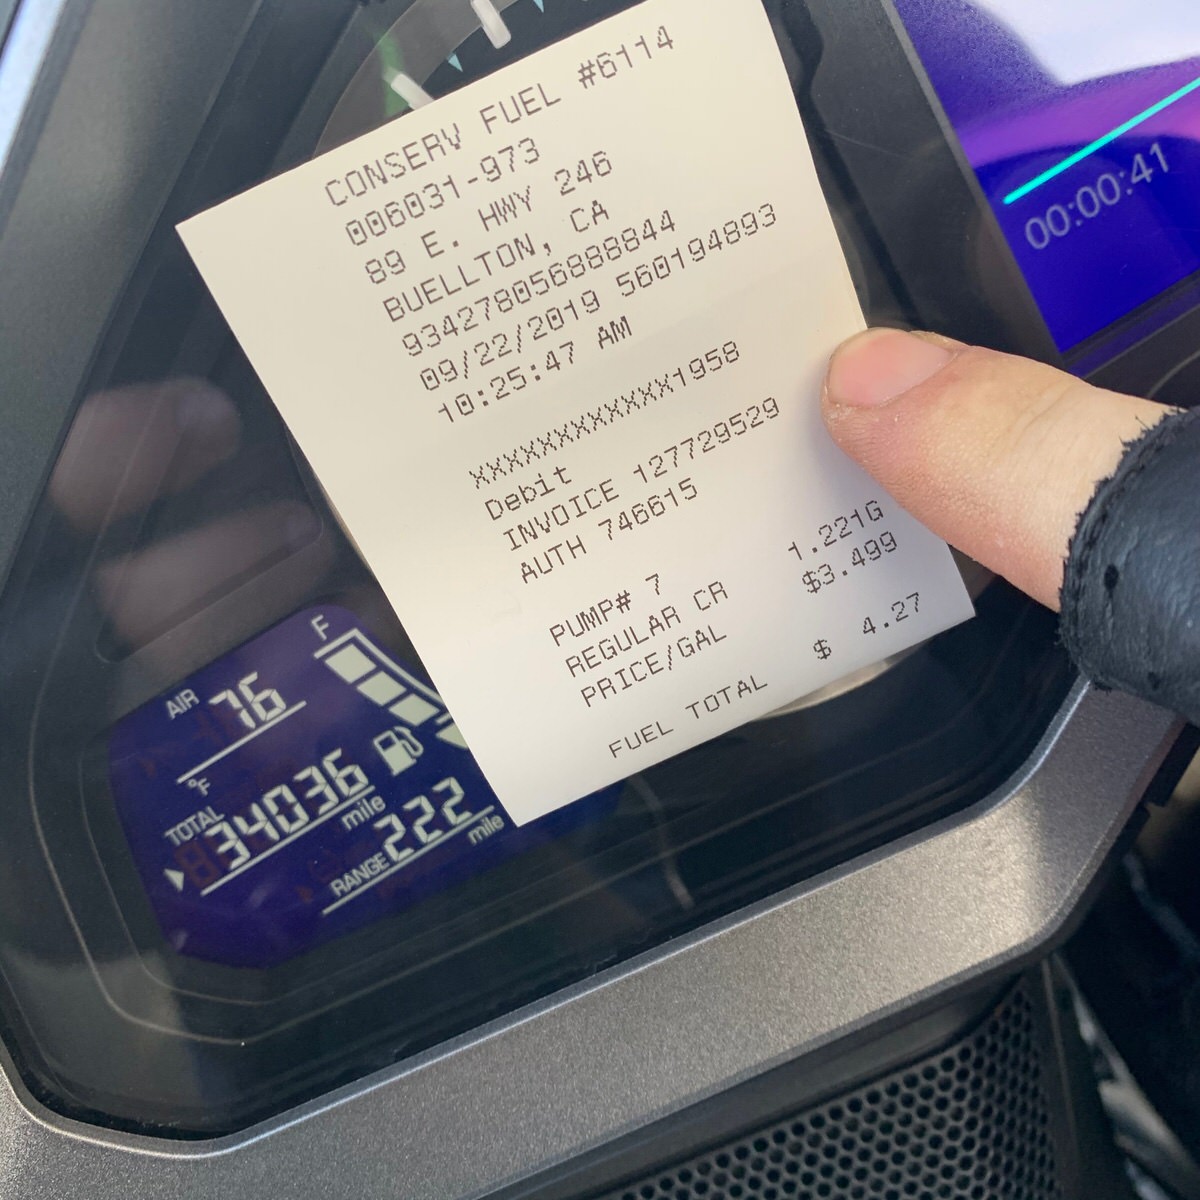 CONSERV FUEL #6114
006031-973
89 E. HWY 246
BUELLTON, CA
93427805688844
09/22/2019 560194893
10:25:47 AM
XXXXXXXXXXXX1958
Debit
INVOICE 127729529
AUTH 746615
PUMP# 7 1.221G
REGULAR CR $3.499
PRICE/GAL
FUEL TOTAL $ 4.27
00:00:41
F
AIR 76
°F
TOTAL 34036 mile
RANGE 222 mile